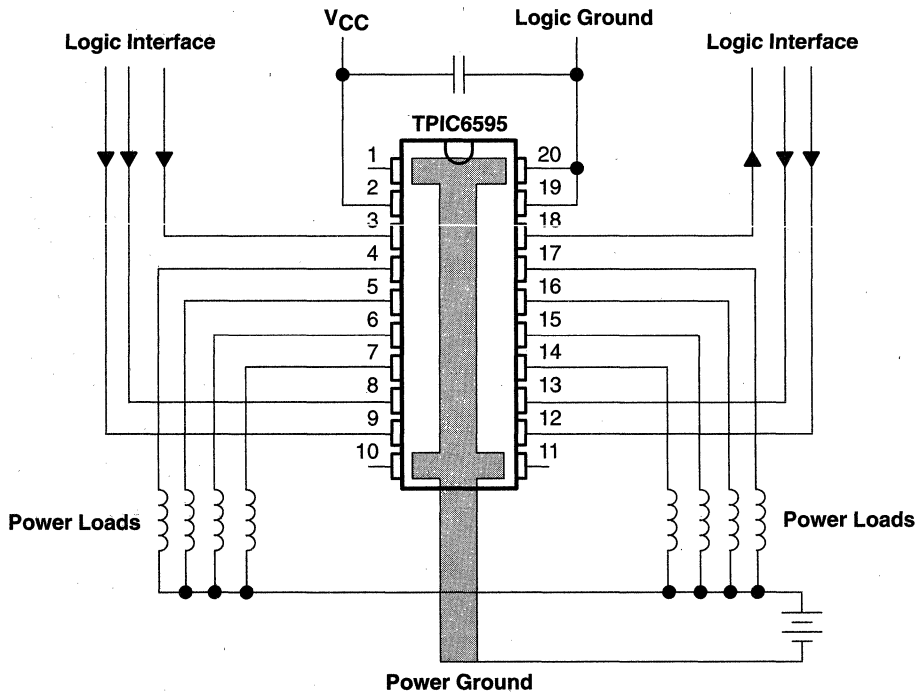 VCC
Logic Ground
Logic Interface
Logic Interface
TPIC6595
1
20
2
19
3
18
4
17
5
16
6
15
7
14
8
13
9
12
10
11
Power Loads
Power Loads
Power Ground